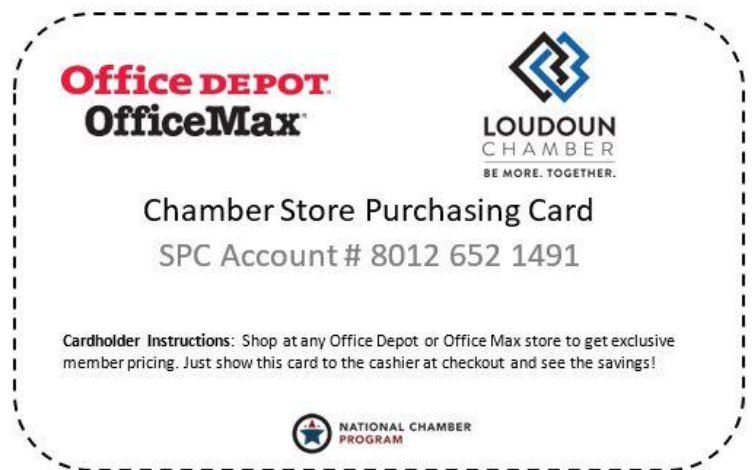 Office DEPOT
OfficeMax
LOUDOUN
CHAMBER
BE MORE. TOGETHER.
Chamber Store Purchasing Card
SPC Account # 8012 652 1491
Cardholder Instructions: Shop at any Office Depot or Office Max store to get exclusive
member pricing. Just show this card to the cashier at checkout and see the savings!
NATIONAL CHAMBER
PROGRAM